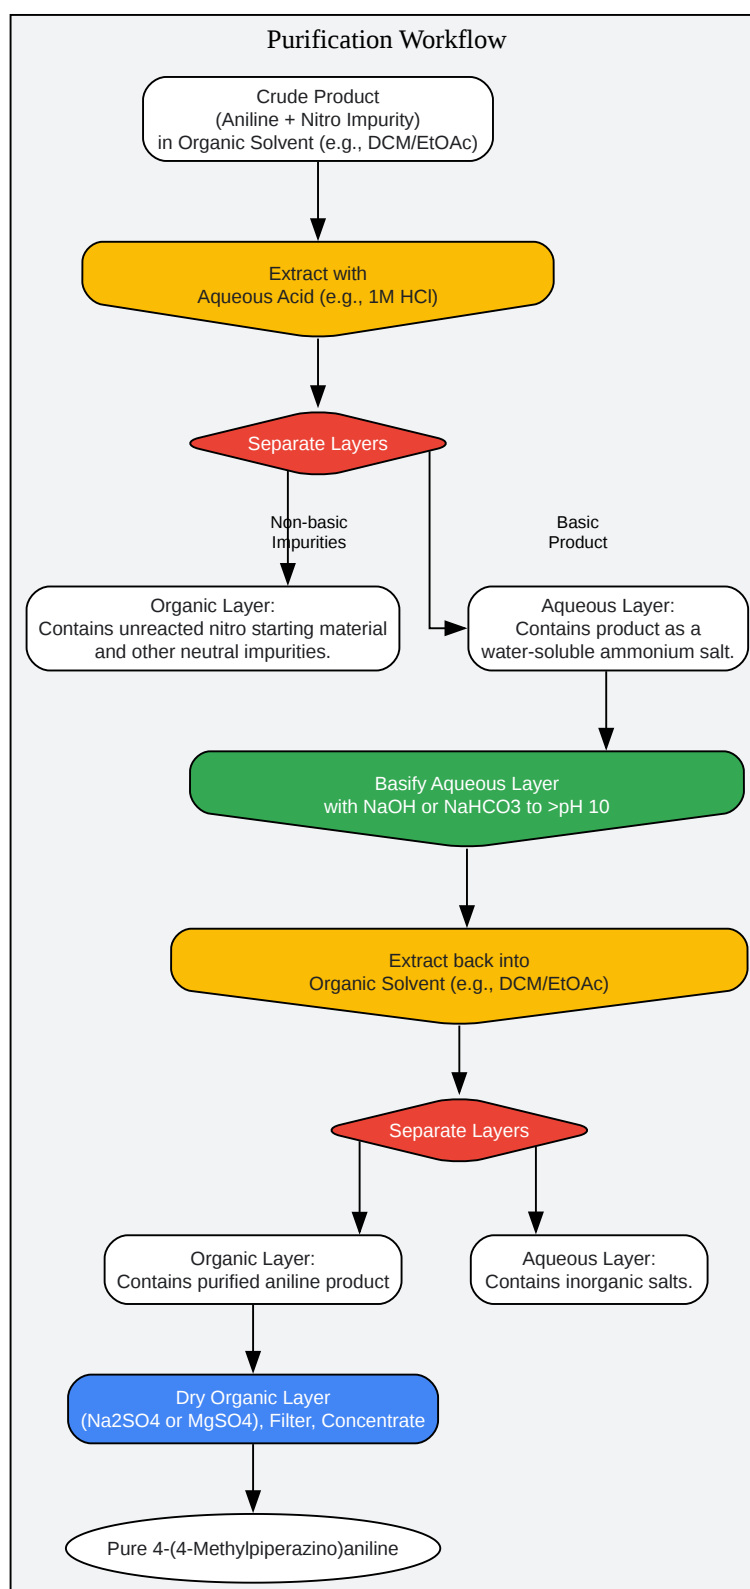 Purification Workflow
Crude Product
(Aniline + Nitro Impurity)
in Organic Solvent (e.g., DCM/EtOAc)
Extract with
Aqueous Acid (e.g., 1M HCl)
Separate Layers
Non-basic
Impurities
Basic
Product
Organic Layer:
Contains unreacted nitro starting material
and other neutral impurities.
Aqueous Layer:
Contains product as a
water-soluble ammonium salt.
Basify Aqueous Layer
with NaOH or NaHCO3 to >pH 10
Extract back into
Organic Solvent (e.g., DCM/EtOAc)
Separate Layers
Organic Layer:
Contains purified aniline product
Aqueous Layer:
Contains inorganic salts.
Dry Organic Layer
(Na2SO4 or MgSO4), Filter, Concentrate
Pure 4-(4-Methylpiperazino)aniline